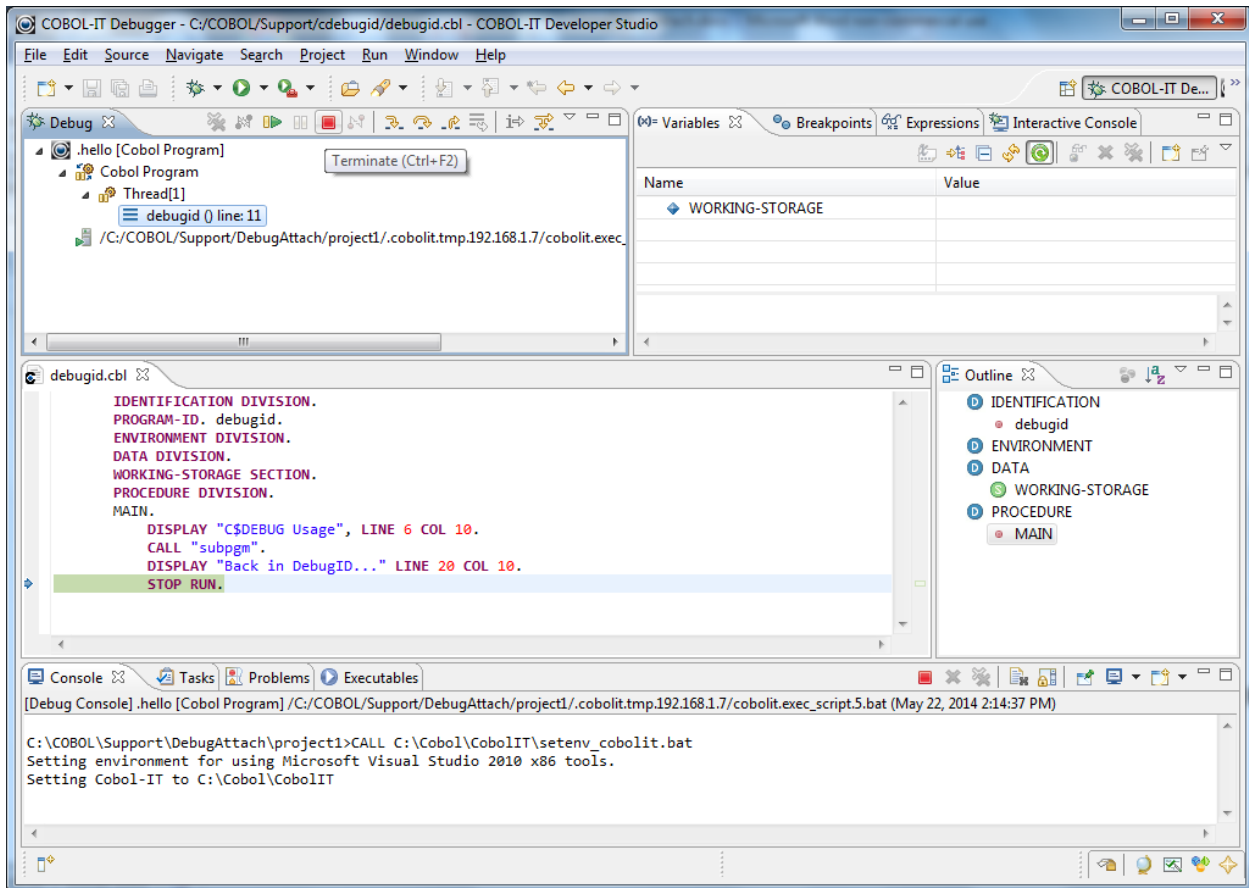 COBOL-IT Debugger - C:/COBOL/Support/cdebugid/debugid.cbl - COBOL-IT Developer Studio
File Edit Source Navigate Search Project Run Window Help
COBOL-IT De...
Debug
Terminate (Ctrl+F2)
.hello [Cobol Program]
Cobol Program
Thread[1]
debugid () line: 11
/C:/COBOL/Support/DebugAttach/project1/.cobolit.tmp.192.168.1.7/cobolit.exec_
(x)= Variables Breakpoints Expressions Interactive Console
Name Value
WORKING-STORAGE
debugid.cbl
IDENTIFICATION DIVISION.
PROGRAM-ID. debugid.
ENVIRONMENT DIVISION.
DATA DIVISION.
WORKING-STORAGE SECTION.
PROCEDURE DIVISION.
MAIN.
DISPLAY "C$DEBUG Usage", LINE 6 COL 10.
CALL "subpgm".
DISPLAY "Back in DebugID..." LINE 20 COL 10.
STOP RUN.
Outline
IDENTIFICATION
debugid
ENVIRONMENT
DATA
WORKING-STORAGE
PROCEDURE
MAIN
Console Tasks Problems Executables
[Debug Console] .hello [Cobol Program] /C:/COBOL/Support/DebugAttach/project1/.cobolit.tmp.192.168.1.7/cobolit.exec_script.5.bat (May 22, 2014 2:14:37 PM)
C:\COBOL\Support\DebugAttach\project1>CALL C:\Cobol\CobolIT\setenv_cobolit.bat
Setting environment for using Microsoft Visual Studio 2010 x86 tools.
Setting Cobol-IT to C:\Cobol\CobolIT